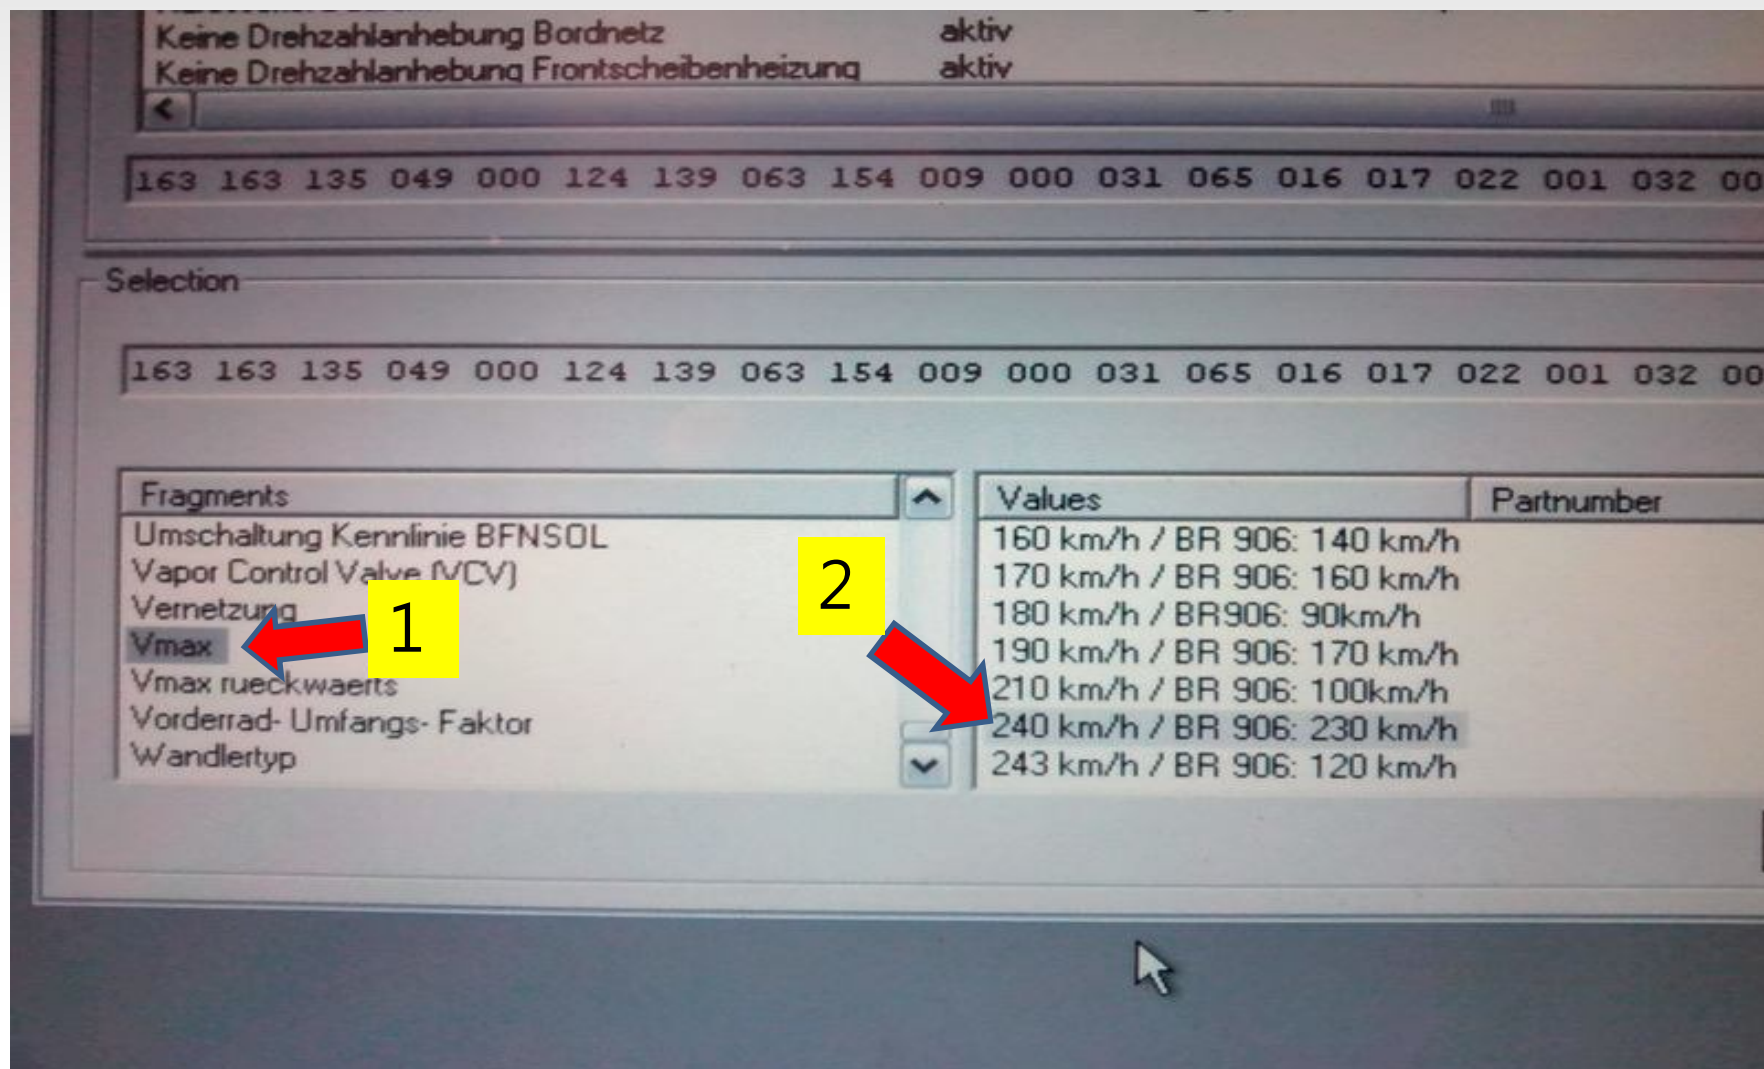 Keine Drehzahlanhebung Bordnetz aktiv
Keine Drehzahlanhebung Frontscheibenheizung aktiv
163 163 135 049 000 124 139 063 154 009 000 031 065 016 017 022 001 032 00
Selection
163 163 135 049 000 124 139 063 154 009 000 031 065 016 017 022 001 032 00
Fragments
Umschaltung Kennlinie BFNSOL
Vapor Control Valve (VCV)
Vernetzung
Vmax
Vmax rueckwaerts
Vorderrad- Umfangs- Faktor
Wandlertyp
1
2
Values Partnumber
160 km/h / BR 906: 140 km/h
170 km/h / BR 906: 160 km/h
180 km/h / BR906: 90km/h
190 km/h / BR 906: 170 km/h
210 km/h / BR 906: 100km/h
240 km/h / BR 906: 230 km/h
243 km/h / BR 906: 120 km/h